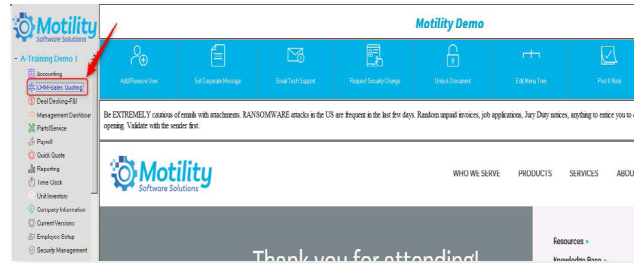 Motility
Software Solutions
A-Training Demo 1
Accounting
CRM-Sales Quoting
Deal Desking-F&I
Management Dashboar
Parts/Service
Payroll
Quick Quote
Reporting
Time Clock
Unit Inventory
Company Information
Current Versions
Employee Setup
Security Management
Motility Demo
Add/Remove User
Set Corporate Message
Email Tech Support
Request Security Change
Unlock Document
Edit Menu Tree
Post It Note
Be EXTREMELY cautious of emails with attachments. RANSOMWARE attacks in the US are frequent in the last few days. Random unpaid invoices, job applications, Jury Duty notices, anything to entice you to
opening. Validate with the sender first.
Motility
Software Solutions
WHO WE SERVE PRODUCTS SERVICES ABOU
Thank you for attending!
Resources
Knowledge Base